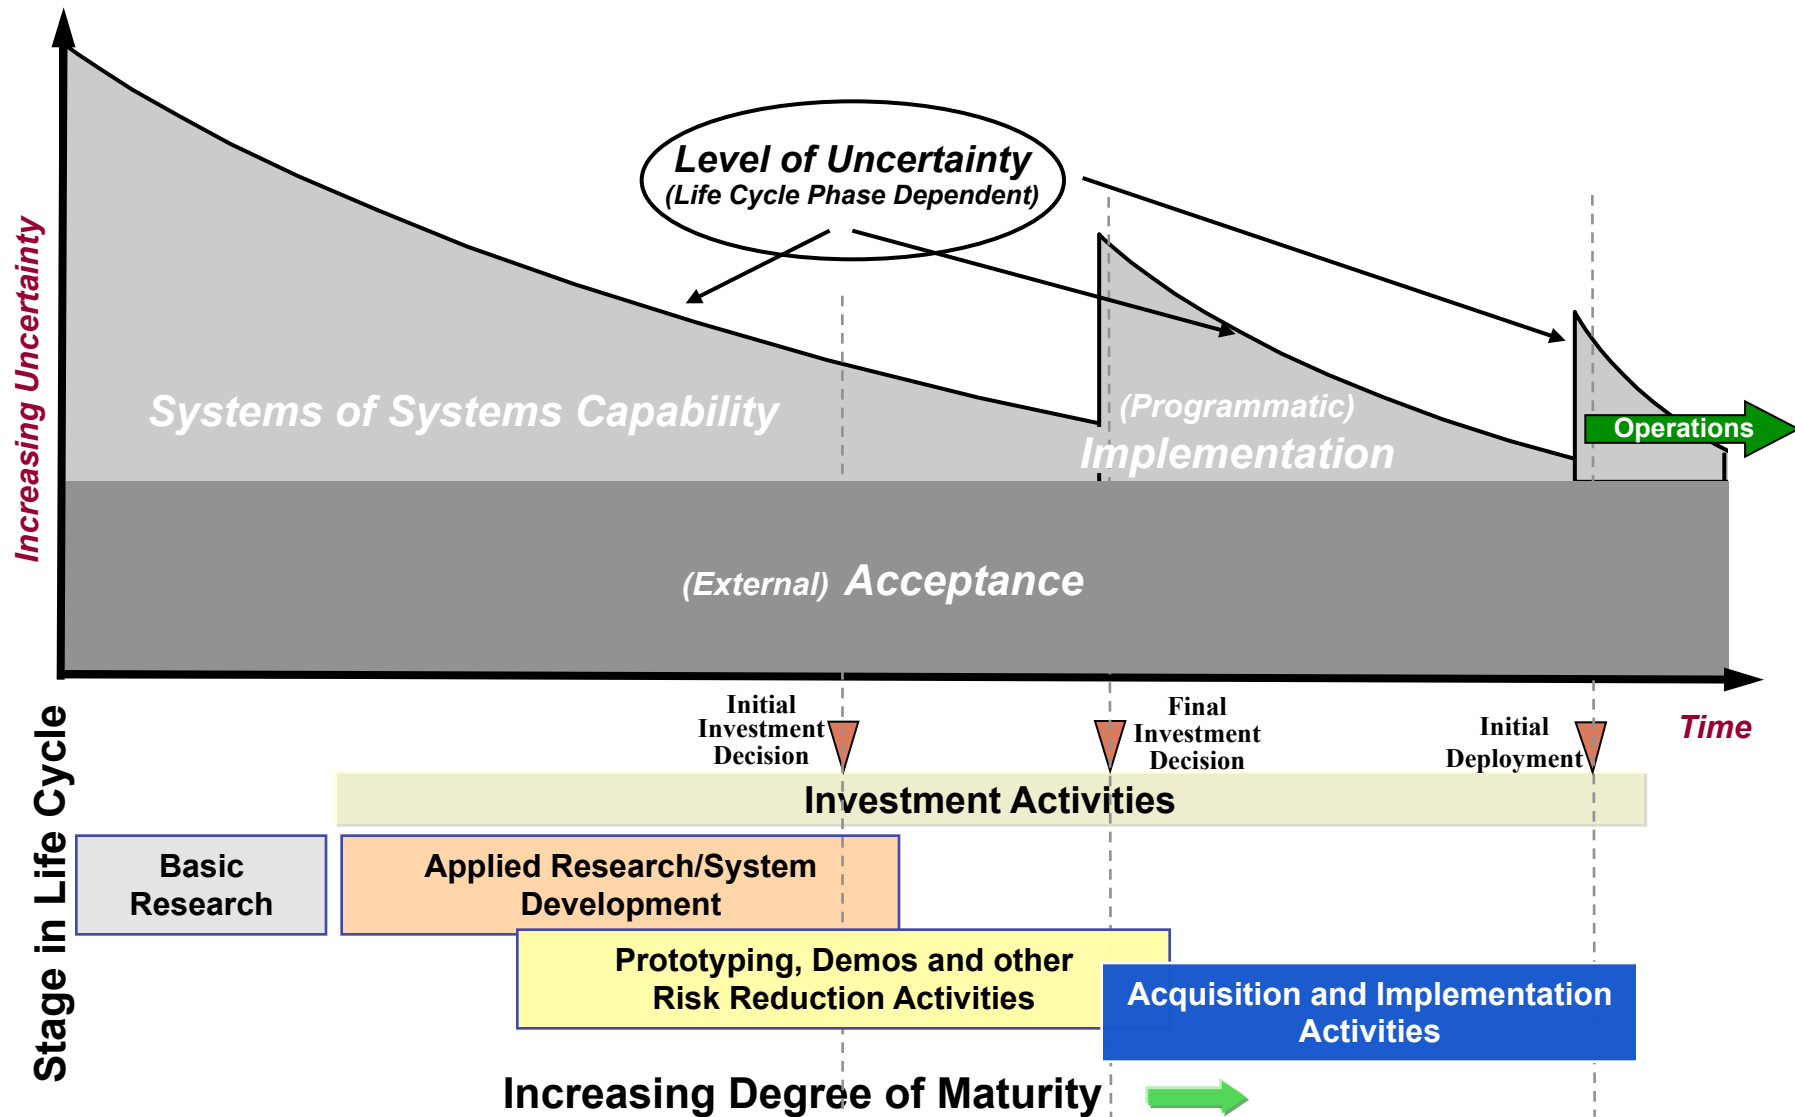 Level of Uncertainty
(Life Cycle Phase Dependent)
Increasing Uncertainty
Systems of Systems Capability
(Programmatic)
Implementation
Operations
(External) Acceptance
Initial
Investment
Decision
Final
Investment
Decision
Initial
Deployment
Time
Stage in Life Cycle
Investment Activities
Basic
Research
Applied Research/System
Development
Prototyping, Demos and other
Risk Reduction Activities
Acquisition and Implementation
Activities
Increasing Degree of Maturity